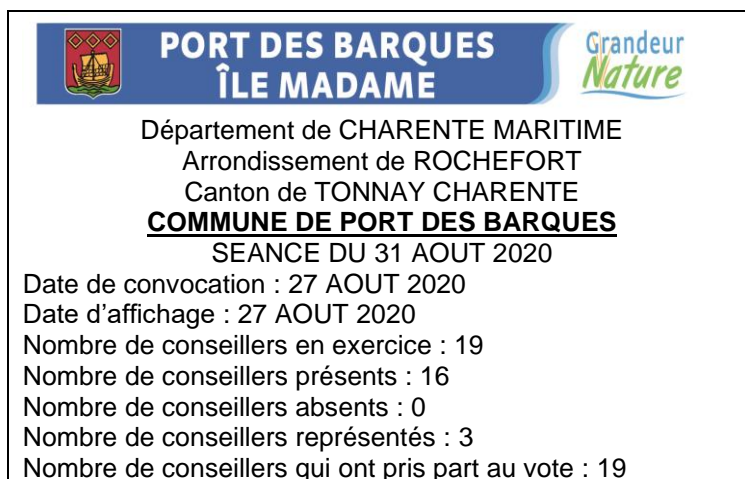 PORT DES BARQUES
ÎLE MADAME
Grandeur
Nature
Département de CHARENTE MARITIME
Arrondissement de ROCHEFORT
Canton de TONNAY CHARENTE
COMMUNE DE PORT DES BARQUES
SEANCE DU 31 AOUT 2020
Date de convocation : 27 AOUT 2020
Date d’affichage : 27 AOUT 2020
Nombre de conseillers en exercice : 19
Nombre de conseillers présents : 16
Nombre de conseillers absents : 0
Nombre de conseillers représentés : 3
Nombre de conseillers qui ont pris part au vote : 19